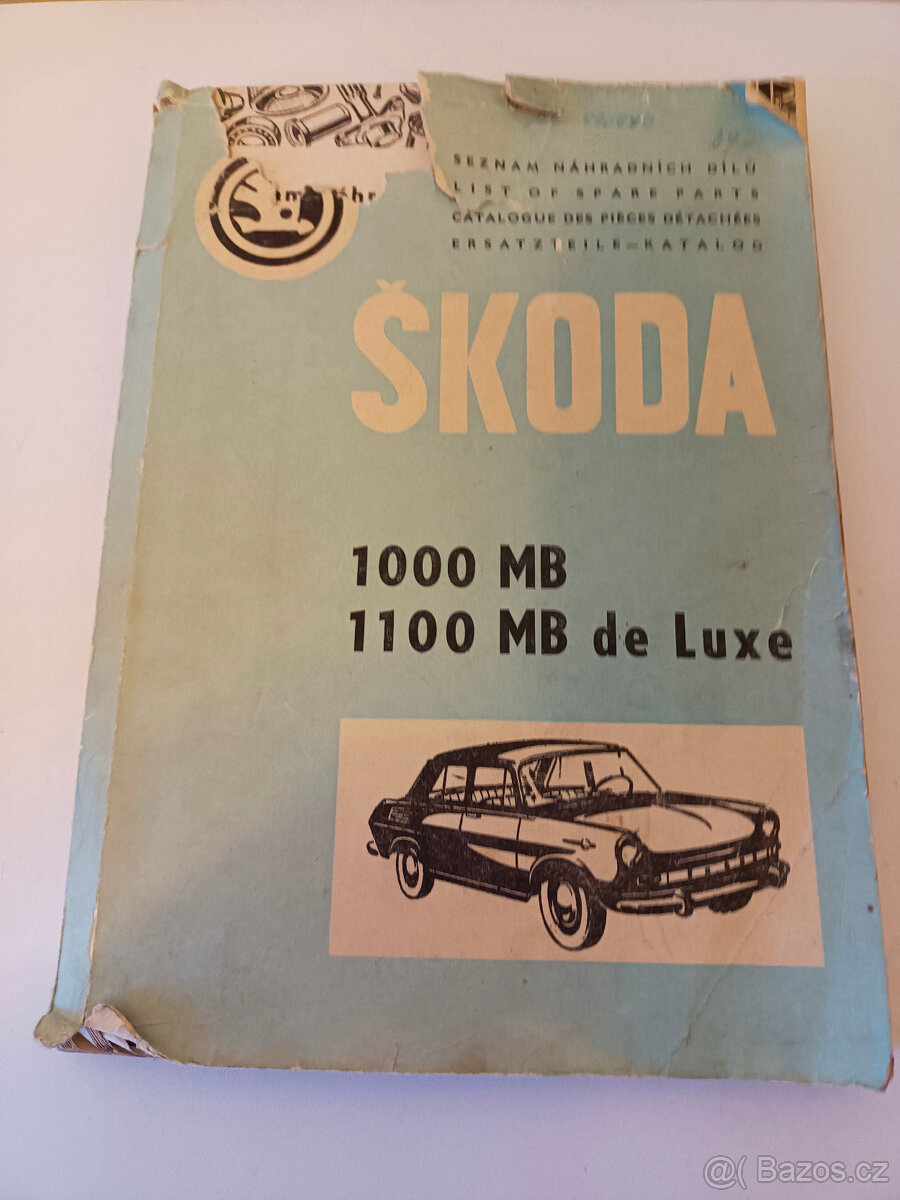 SEZNAM NÁHRADNÍCH DÍLŮ
LIST OF SPARE PARTS
CATALOGUE DES PIÈCES DÉTACHÉES
ERSATZTEILE-KATALOG
ŠKODA
1000 MB
1100 MB de Luxe
@( Bazos.cz